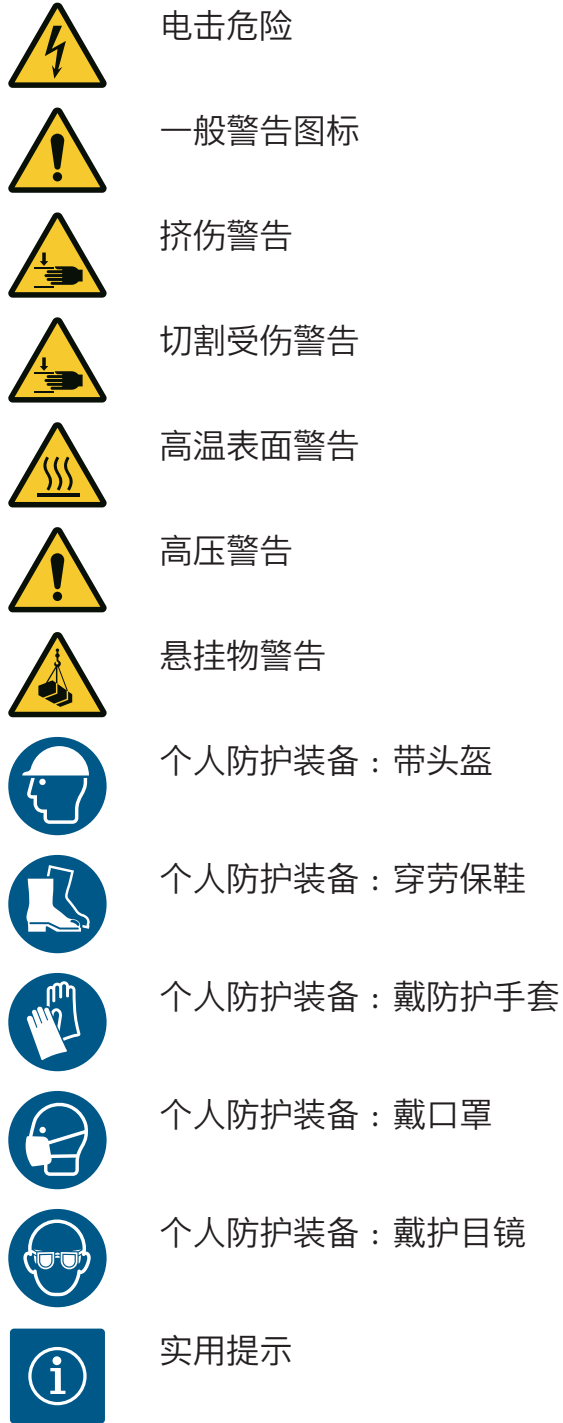 电击危险
一般警告图标
挤伤警告
切割受伤警告
高温表面警告
高压警告
悬挂物警告
个人防护装备：带头盔
个人防护装备：穿劳保鞋
个人防护装备：戴防护手套
个人防护装备：戴口罩
个人防护装备：戴护目镜
实用提示